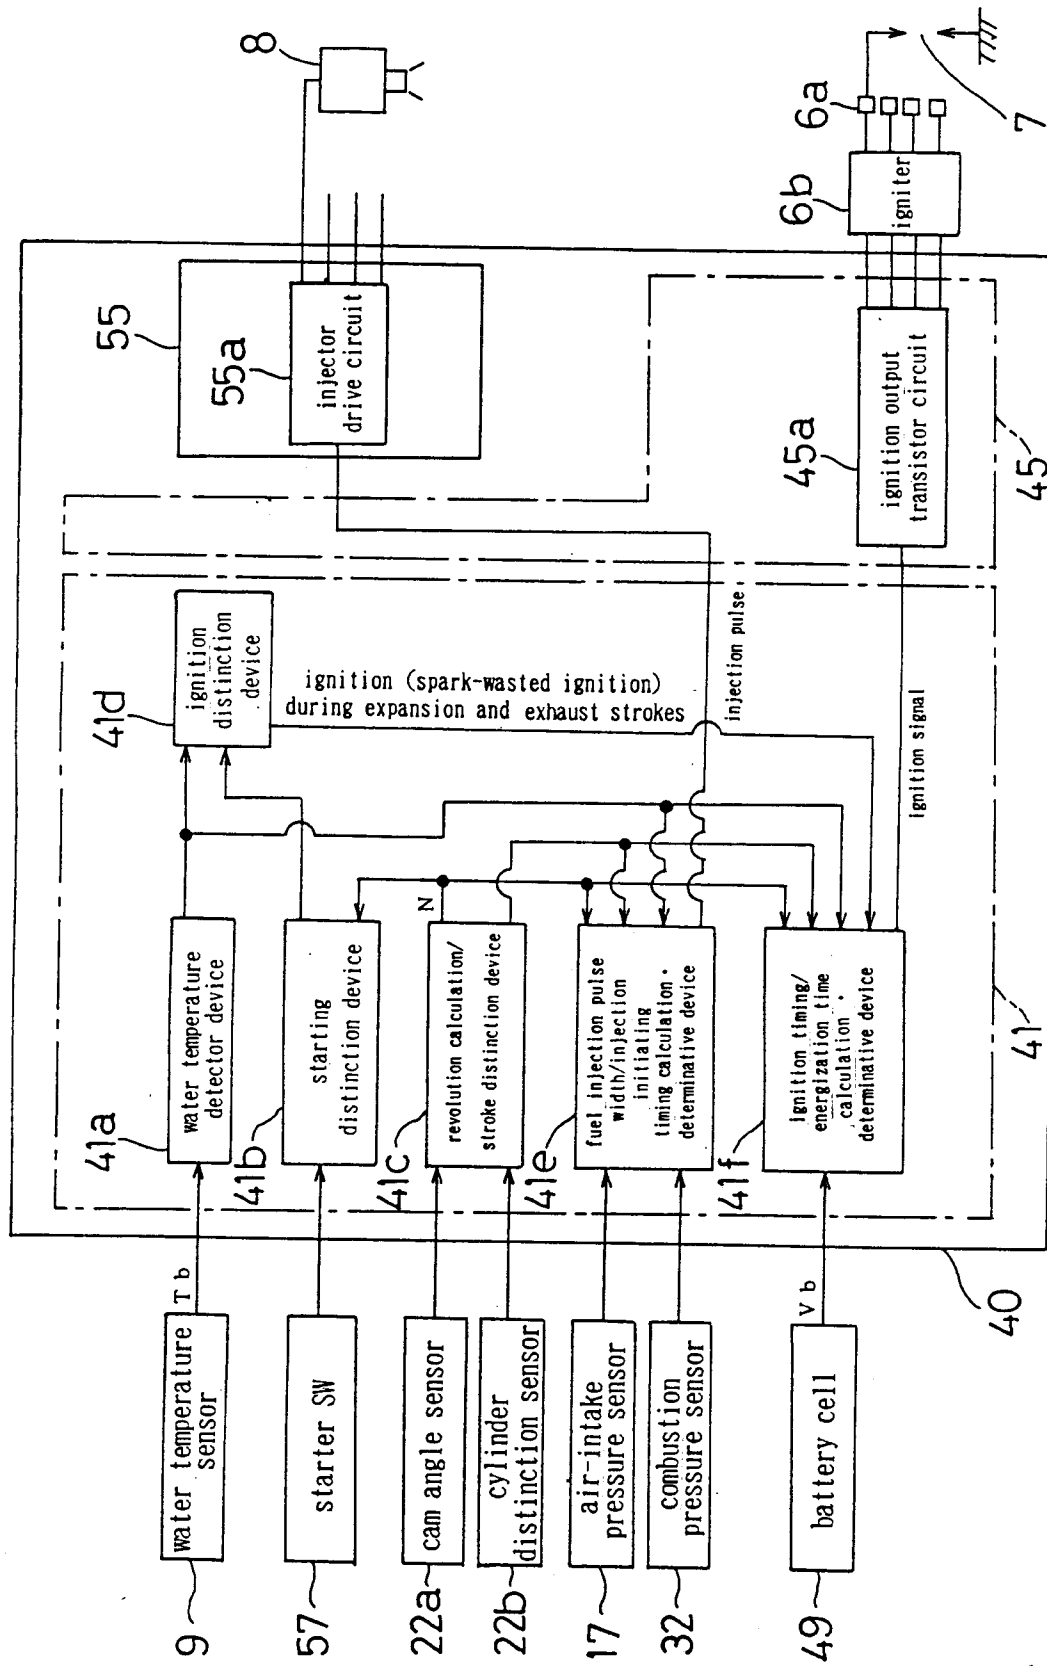 9
water temperature
sensor
Tb
57
starter SW
22a
cam angle sensor
22b
cylinder
distinction sensor
17
air-intake
pressure sensor
32
combustion
pressure sensor
49
battery cell
Vb
40
41
41a
water temperature
detector device
41b
starting
distinction device
41c
revolution calculation/
stroke distinction device
N
41e
fuel injection pulse
width/injection
initiating
timing calculation·
determinative device
41f
ignition timing/
energization time
calculation ·
determinative device
41d
ignition
distinction
device
ignition (spark-wasted ignition)
during expansion and exhaust strokes
injection pulse
ignition signal
55
55a
injector
drive circuit
45
45a
ignition output
transistor circuit
8
6a
6b
igniter
7